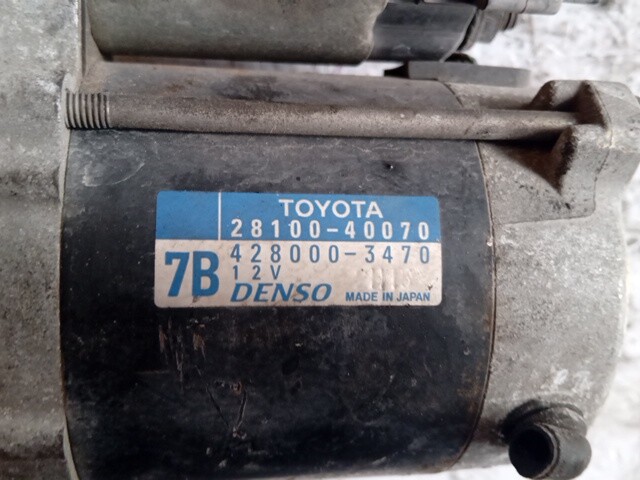 TOYOTA
28100-40070
7B 428000-3470
12V
DENSO MADE IN JAPAN